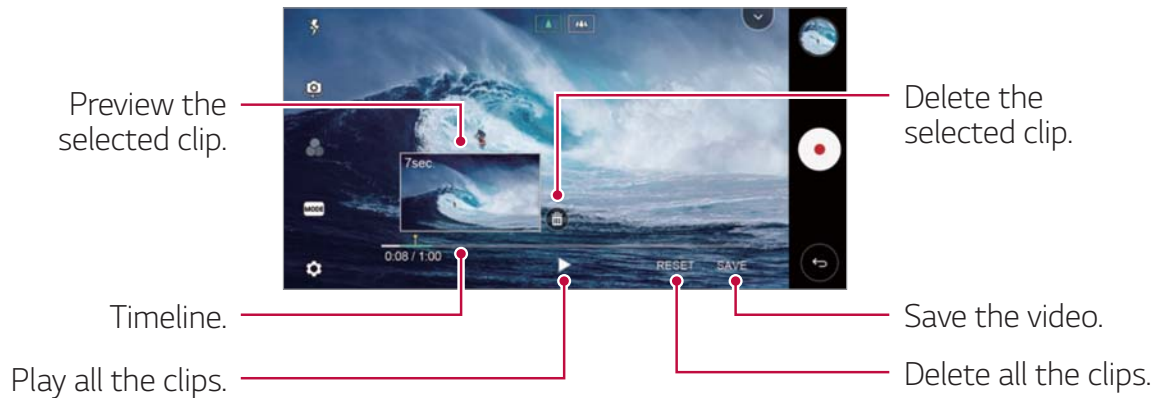 Preview the
selected clip.
Delete the
selected clip.
7sec.
MODE
0:08 / 1:00
RESET
SAVE
Timeline.
Save the video.
Play all the clips.
Delete all the clips.